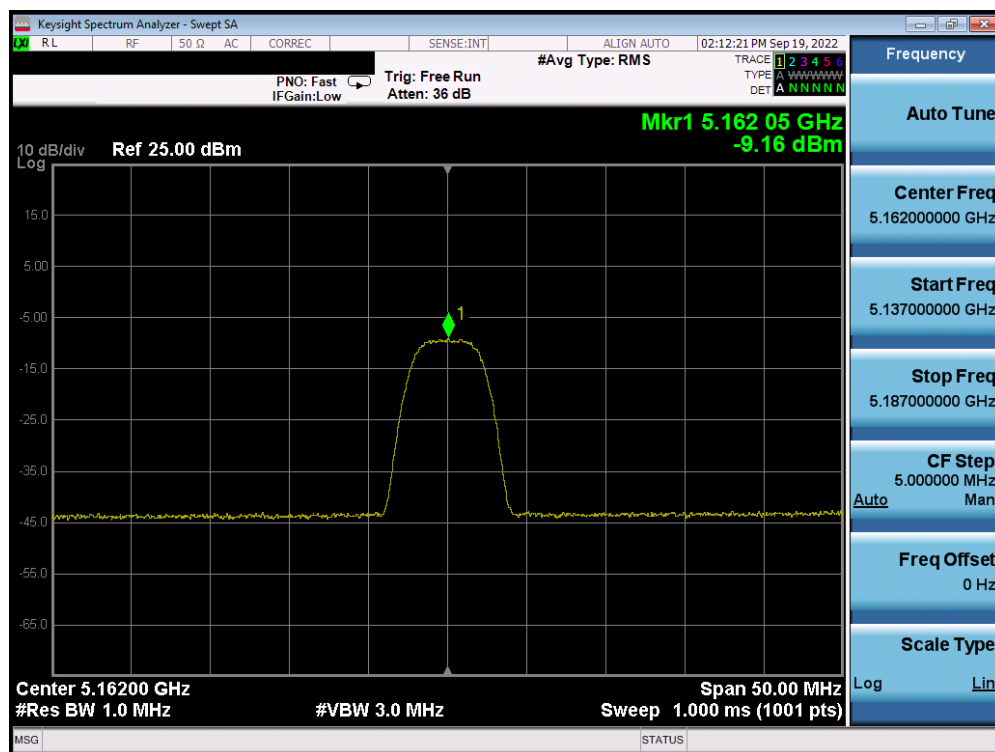 Keysight Spectrum Analyzer - Swept SA
LXI RL RF 50 Ω AC CORREC SENSE:INT ALIGN AUTO 02:12:21 PM Sep 19, 2022
PNO: Fast
IFGain:Low
Trig: Free Run
Atten: 36 dB
#Avg Type: RMS
TRACE 1 2 3 4 5 6
TYPE A WWWWW
DET A N N N N N
Mkr1 5.162 05 GHz
-9.16 dBm
10 dB/div Ref 25.00 dBm
Log
15.0
5.00
-5.00
1
-15.0
-25.0
-35.0
-45.0
-55.0
-65.0
Center 5.16200 GHz Span 50.00 MHz
#Res BW 1.0 MHz #VBW 3.0 MHz Sweep 1.000 ms (1001 pts)
MSG STATUS
Frequency
Auto Tune
Center Freq
5.162000000 GHz
Start Freq
5.137000000 GHz
Stop Freq
5.187000000 GHz
CF Step
5.000000 MHz
Auto Man
Freq Offset
0 Hz
Scale Type
Log Lin